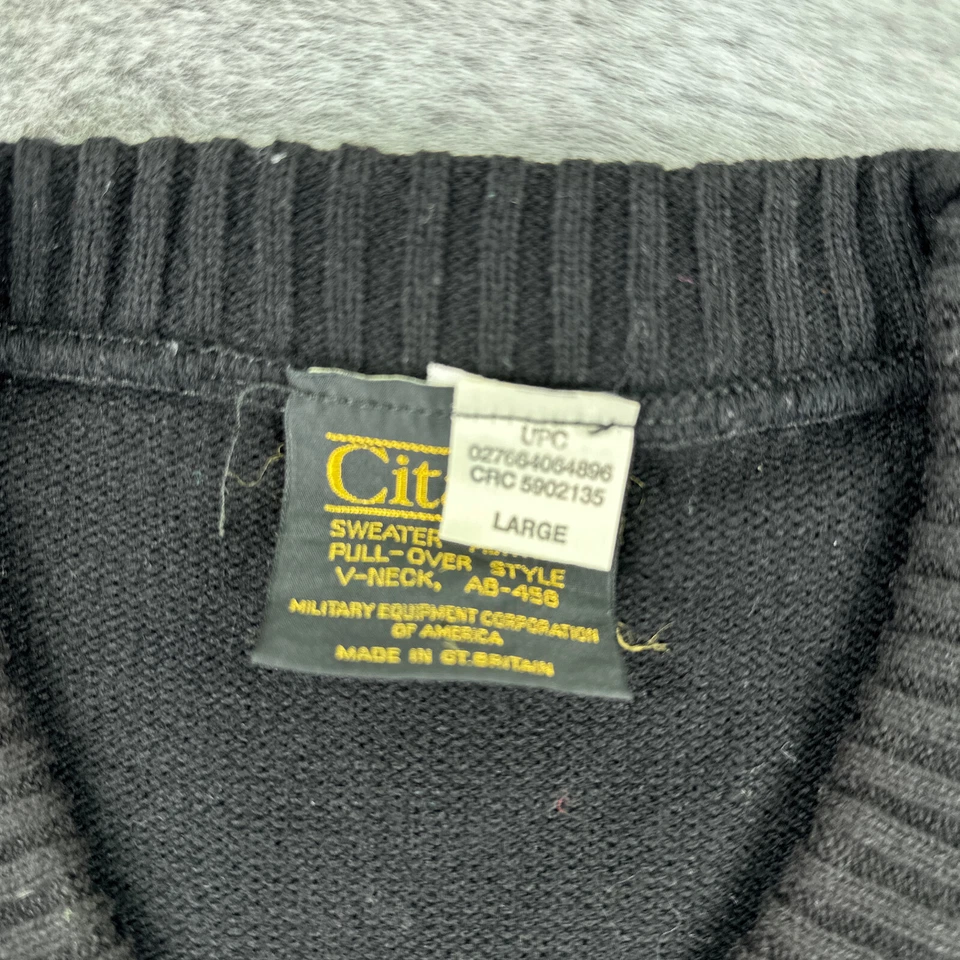 UPC
027664064896
CRC 5902135
LARGE
Cit
SWEATER
PULL-OVER STYLE
V-NECK, AB-456
MILITARY EQUIPMENT CORPORATION
OF AMERICA
MADE IN GT. BRITAIN